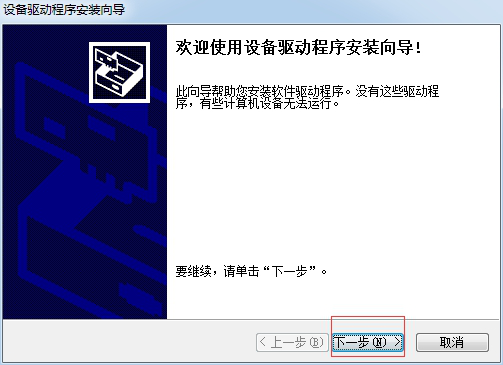 设备驱动程序安装向导
欢迎使用设备驱动程序安装向导!
此向导帮助您安装软件驱动程序。没有这些驱动程
序,有些计算机设备无法运行。
要继续,请单击“下一步”。
< 上一步(B) 下一步(N) > 取消